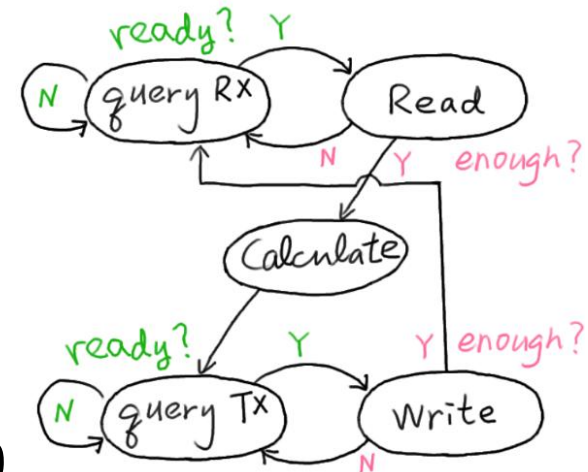 ready? Y
N query Rx Read
N Y enough?
Calculate
ready? Y Y enough?
N query Tx Write
N